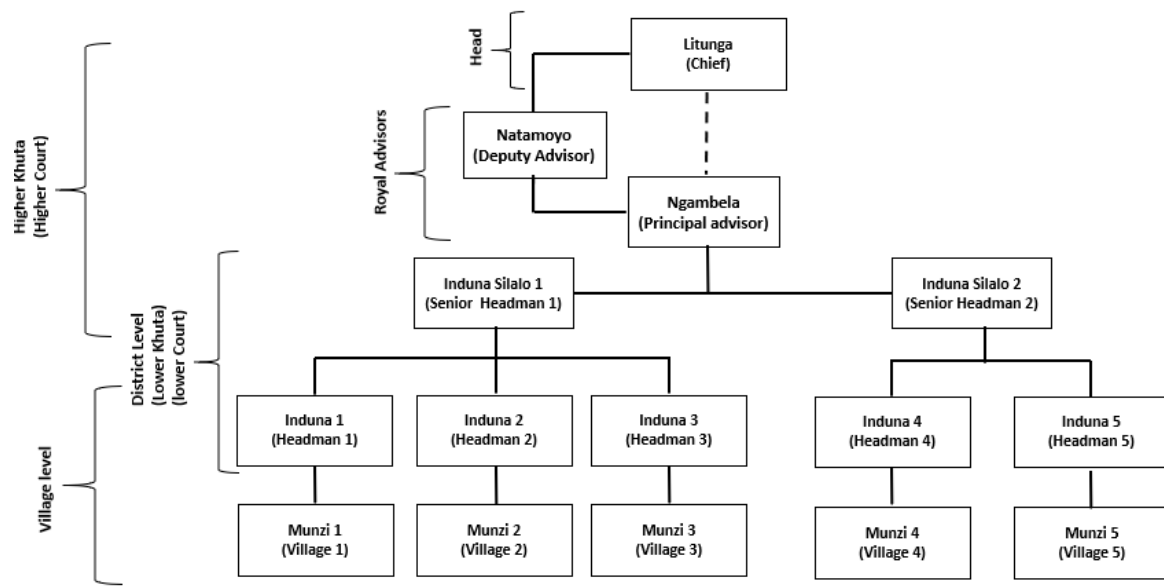 Head
Litunga
(Chief)
Higher Khuta
(Higher Court)
Royal Advisors
Natamoyo
(Deputy Advisor)
Ngambela
(Principal advisor)
District Level
(Lower Khuta)
(lower Court)
Induna Silalo 1
(Senior Headman 1)
Induna Silalo 2
(Senior Headman 2)
Village level
Induna 1
(Headman 1)
Induna 2
(Headman 2)
Induna 3
(Headman 3)
Induna 4
(Headman 4)
Induna 5
(Headman 5)
Munzi 1
(Village 1)
Munzi 2
(Village 2)
Munzi 3
(Village 3)
Munzi 4
(Village 4)
Munzi 5
(Village 5)